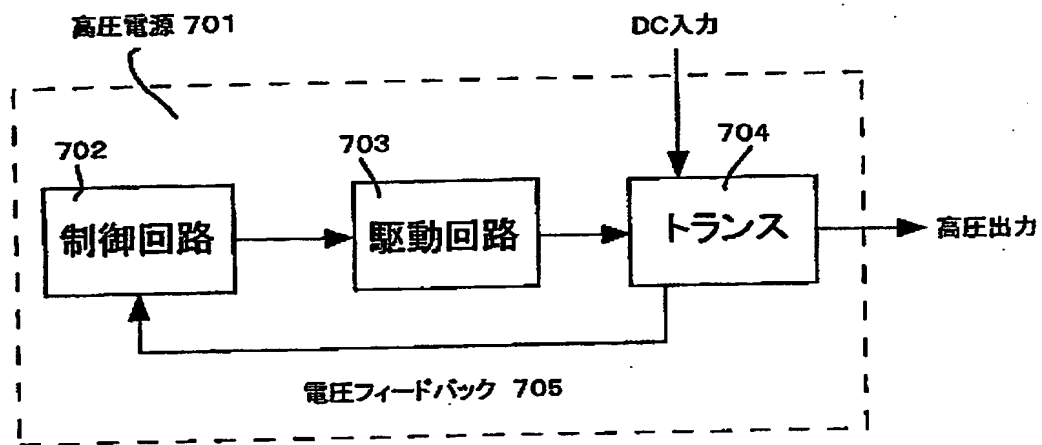 高圧電源 701
DC入力
702
703
704
制御回路
駆動回路
トランス
高圧出力
電圧フィードバック 705